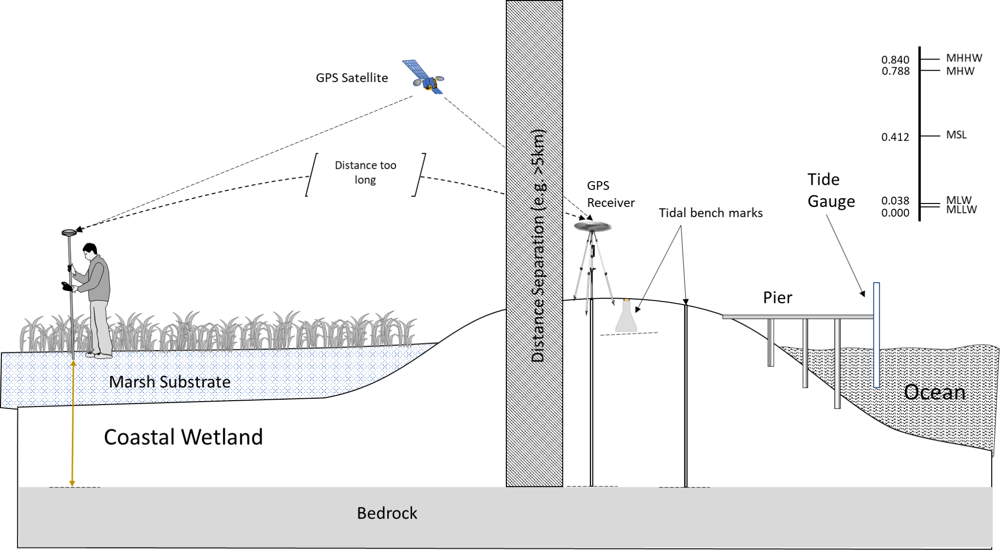 GPS Satellite
Distance too
long
Distance Separation (e.g. >5km)
GPS
Receiver
Tidal bench marks
Tide
Gauge
0.840 MHHW
0.788 MHW
0.412 MSL
0.038 MLW
0.000 MLLW
Pier
Marsh Substrate
Ocean
Coastal Wetland
Bedrock